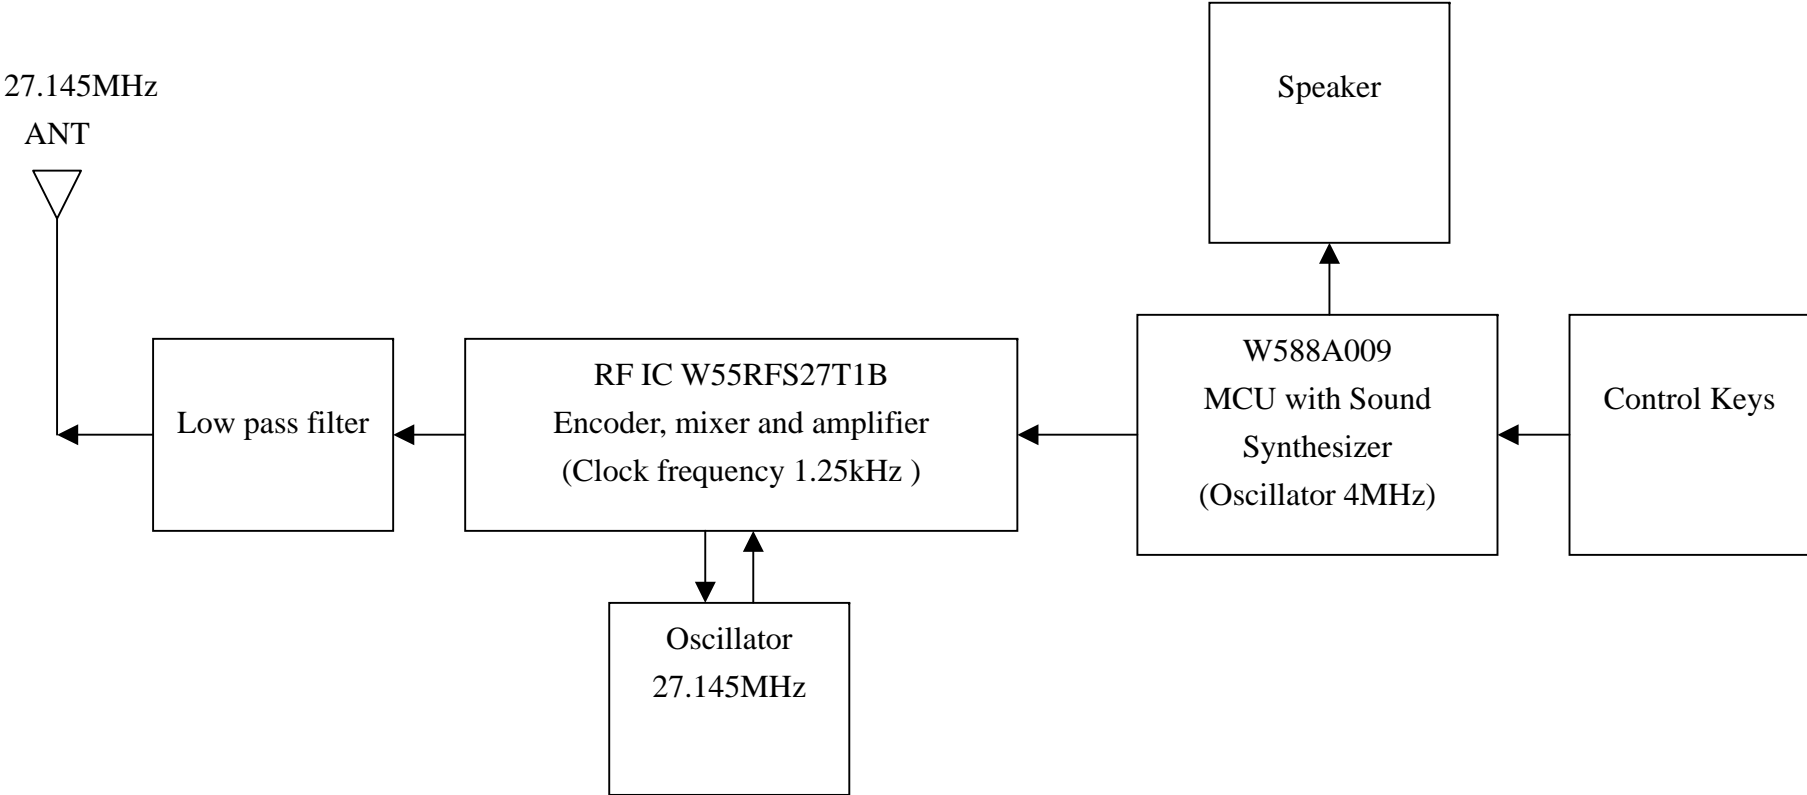 27.145MHz
ANT
Speaker
Low pass filter
RF IC W55RFS27T1B
Encoder, mixer and amplifier
(Clock frequency 1.25kHz )
W588A009
MCU with Sound
Synthesizer
(Oscillator 4MHz)
Control Keys
Oscillator
27.145MHz